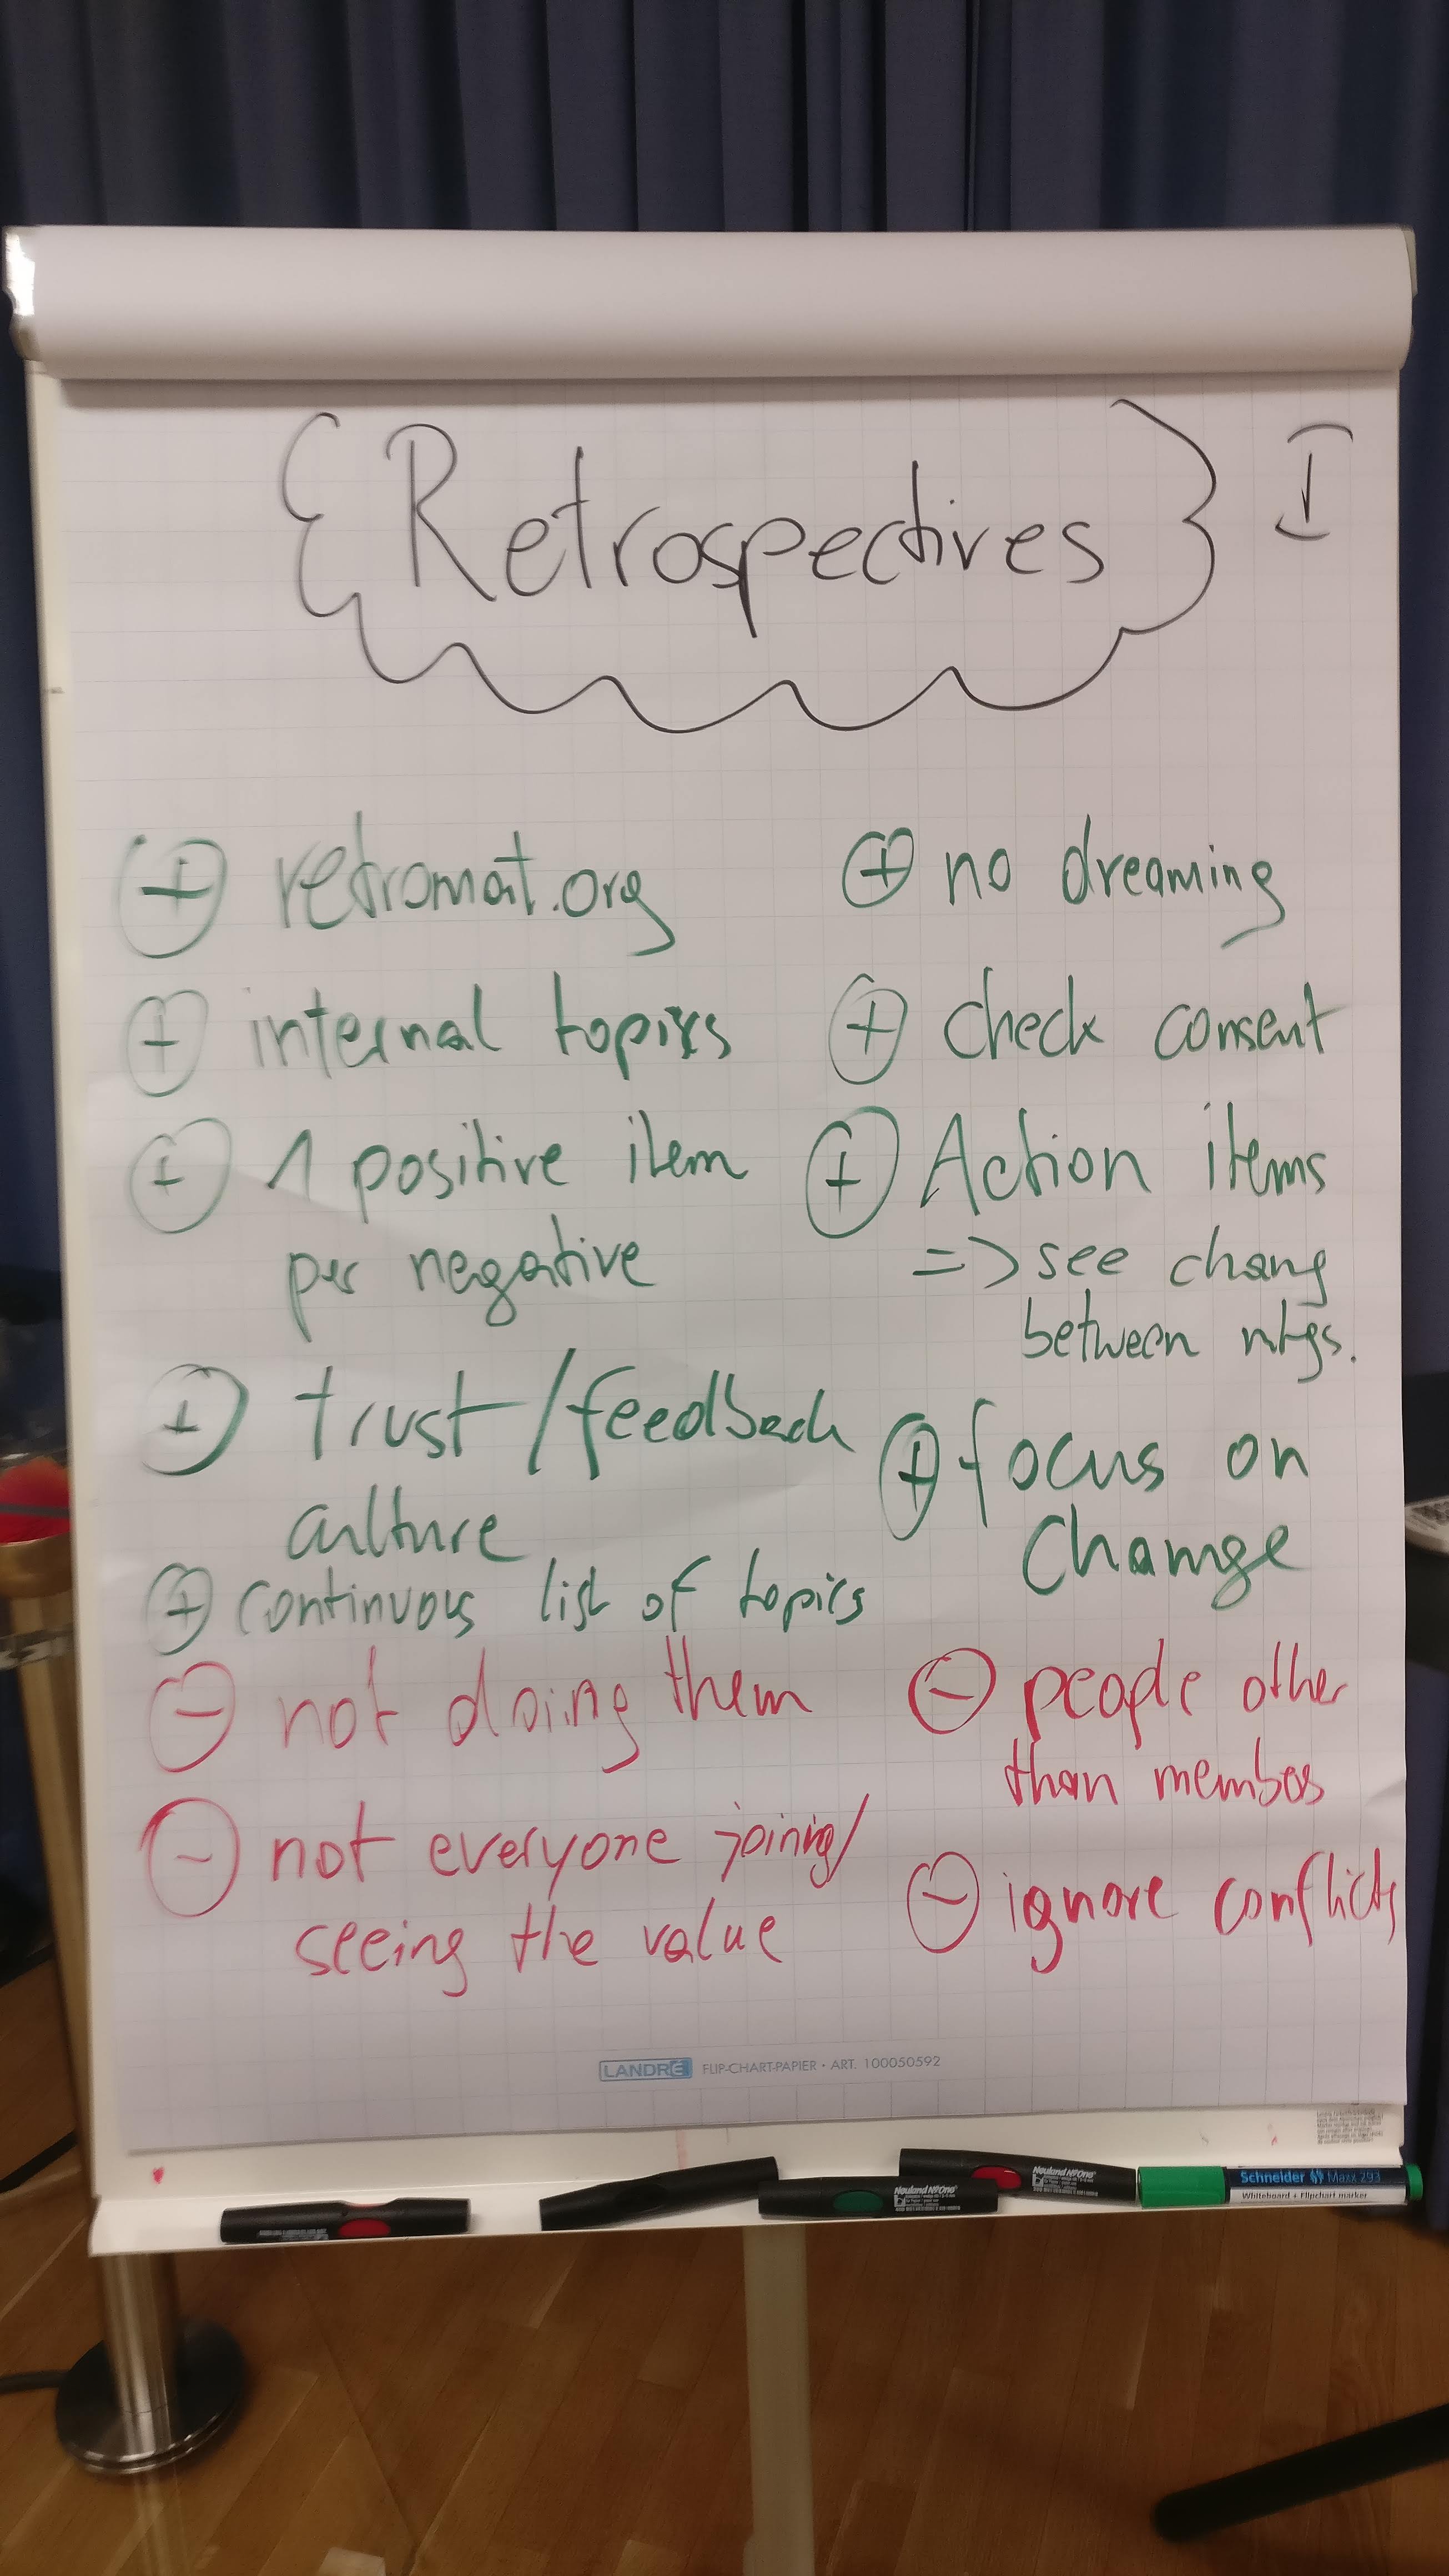 Retrospectives I
⊕ retromat.org
⊕ internal topics
⊕ 1 positive item
per negative
⊕ trust/feedback
culture
⊕ continuous list of topics
⊕ no dreaming
⊕ check consent
⊕ Action items
=> see chang
between mtgs.
⊕ focus on
Change
⊖ not doing them
⊖ not everyone joining/
seeing the value
⊖ people other
than members
⊖ ignore conflicts
LANDRÉ FLIP-CHART-PAPIER • ART. 100050592
Neuland NºOne
Neuland NºOne
Schneider Maxx 293
Whiteboard + Flipchart marker